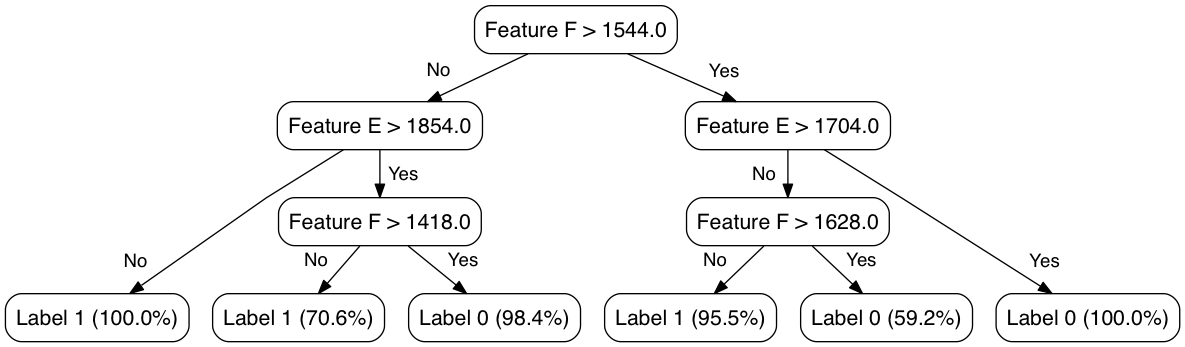 Feature F > 1544.0
No
Yes
Feature E > 1854.0
Feature E > 1704.0
Yes
No
Feature F > 1418.0
Feature F > 1628.0
No
No
Yes
No
Yes
Yes
Label 1 (100.0%)
Label 1 (70.6%)
Label 0 (98.4%)
Label 1 (95.5%)
Label 0 (59.2%)
Label 0 (100.0%)